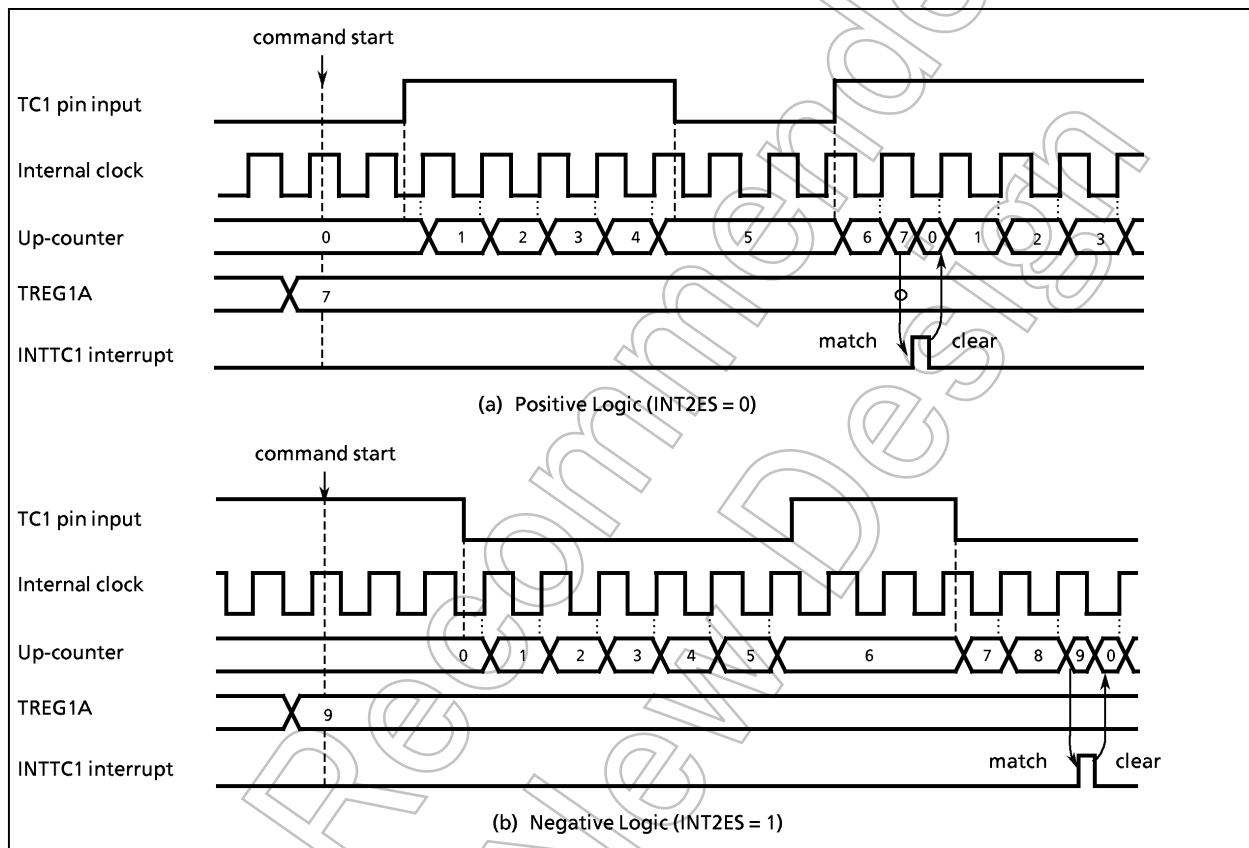 command start
TC1 pin input
Internal clock
Up-counter 0 1 2 3 4 5 6 7 0 1 2 3
TREG1A 7
INTTC1 interrupt match clear
(a) Positive Logic (INT2ES = 0)
command start
TC1 pin input
Internal clock
Up-counter 0 1 2 3 4 5 6 7 8 9 0
TREG1A 9
INTTC1 interrupt match clear
(b) Negative Logic (INT2ES = 1)
Recommende
New Design